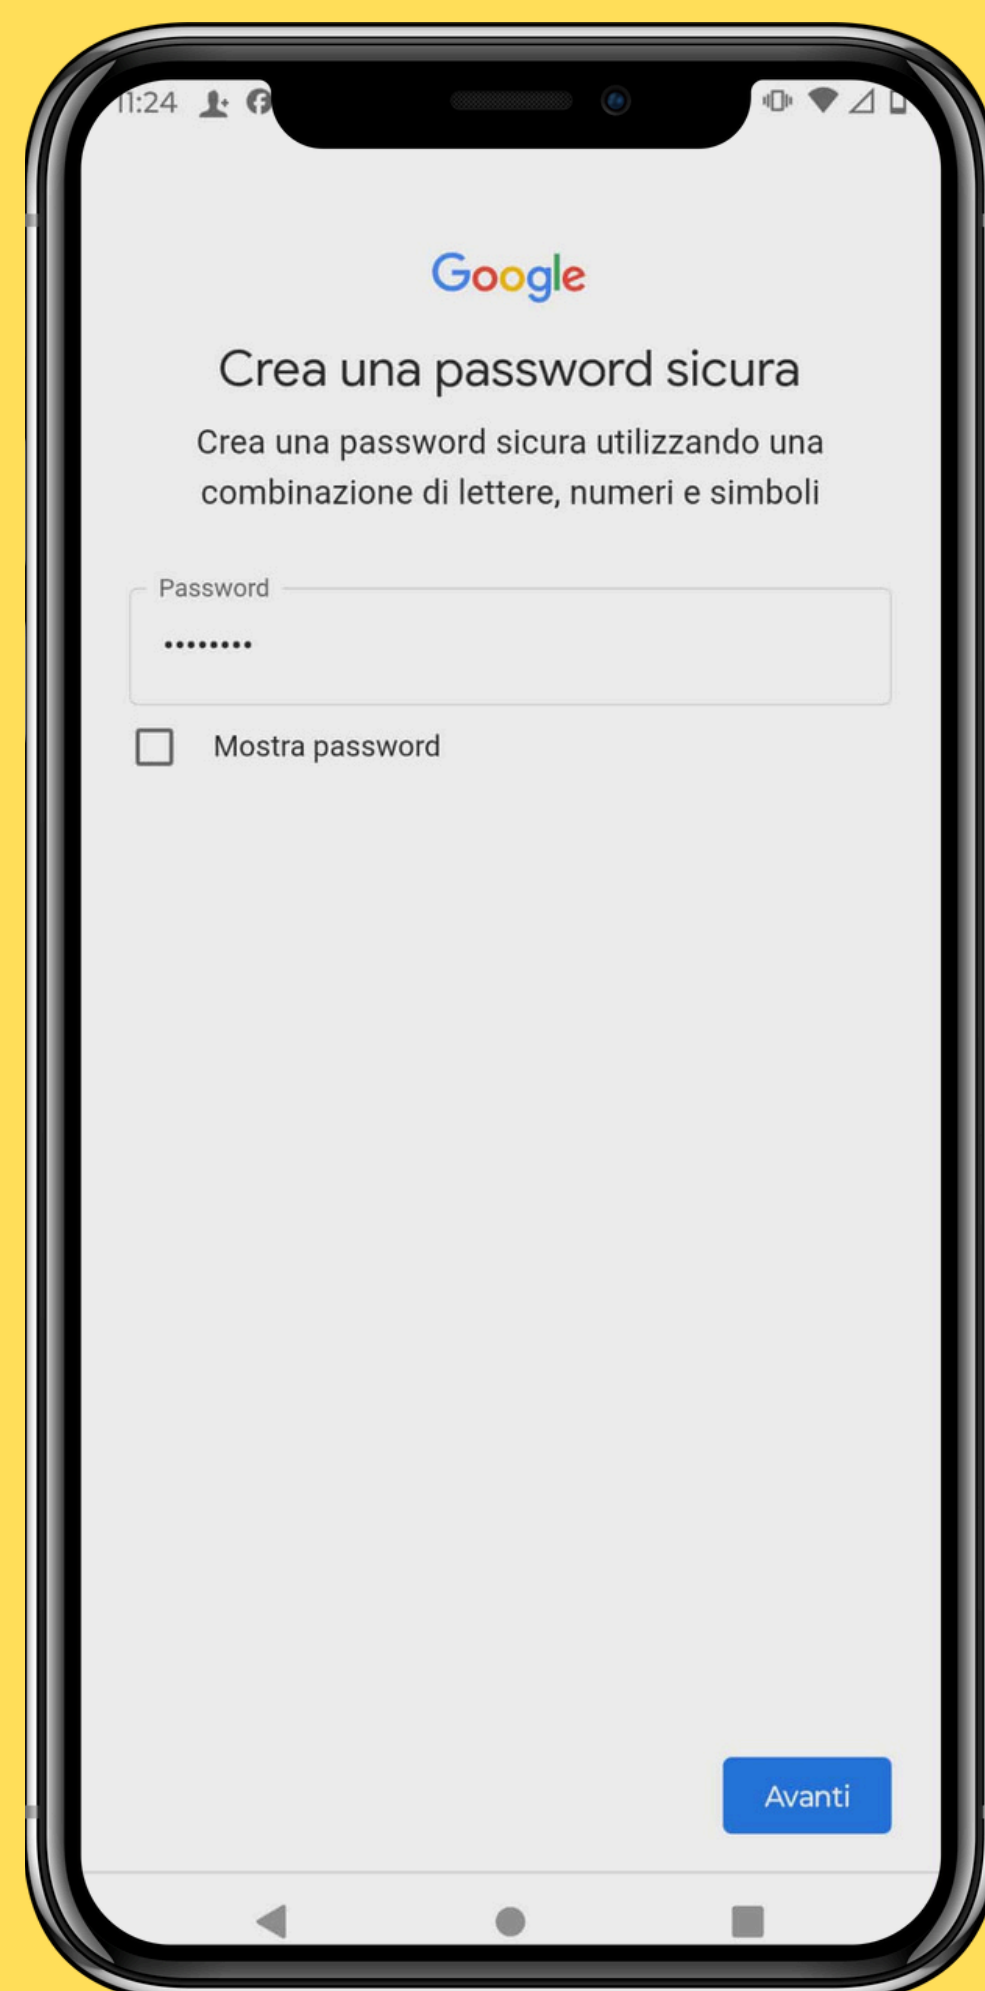 11:24
Google
Crea una password sicura
Crea una password sicura utilizzando una
combinazione di lettere, numeri e simboli
Password
••••••••
Mostra password
Avanti